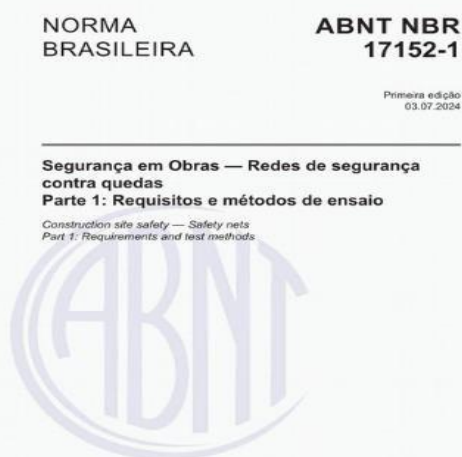 NORMA
BRASILEIRA
ABNT NBR
17152-1
Primeira edição
03.07.2024
Segurança em Obras — Redes de segurança
contra quedas
Parte 1: Requisitos e métodos de ensaio
Construction site safety — Safety nets
Part 1: Requirements and test methods
ABNT